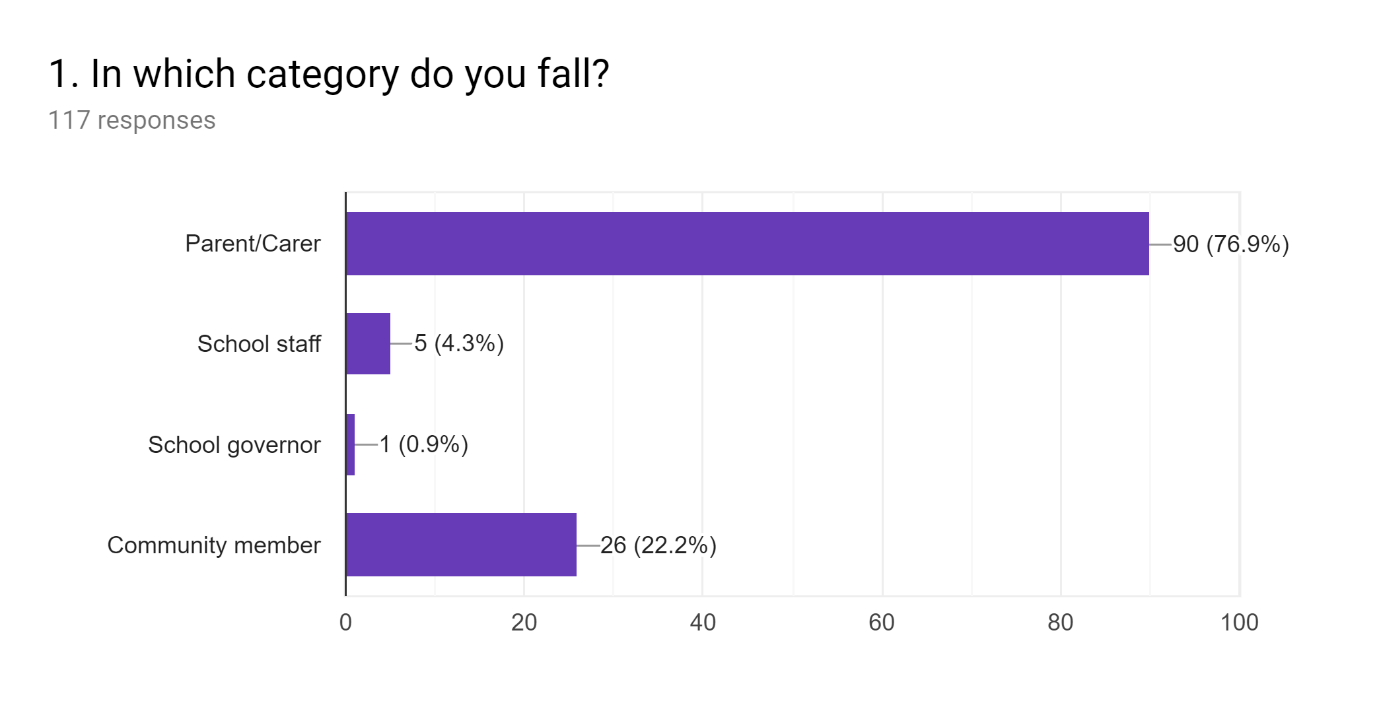 1. In which category do you fall?
117 responses
Parent/Carer
90 (76.9%)
School staff
5 (4.3%)
School governor
1 (0.9%)
Community member
26 (22.2%)
0 20 40 60 80 100